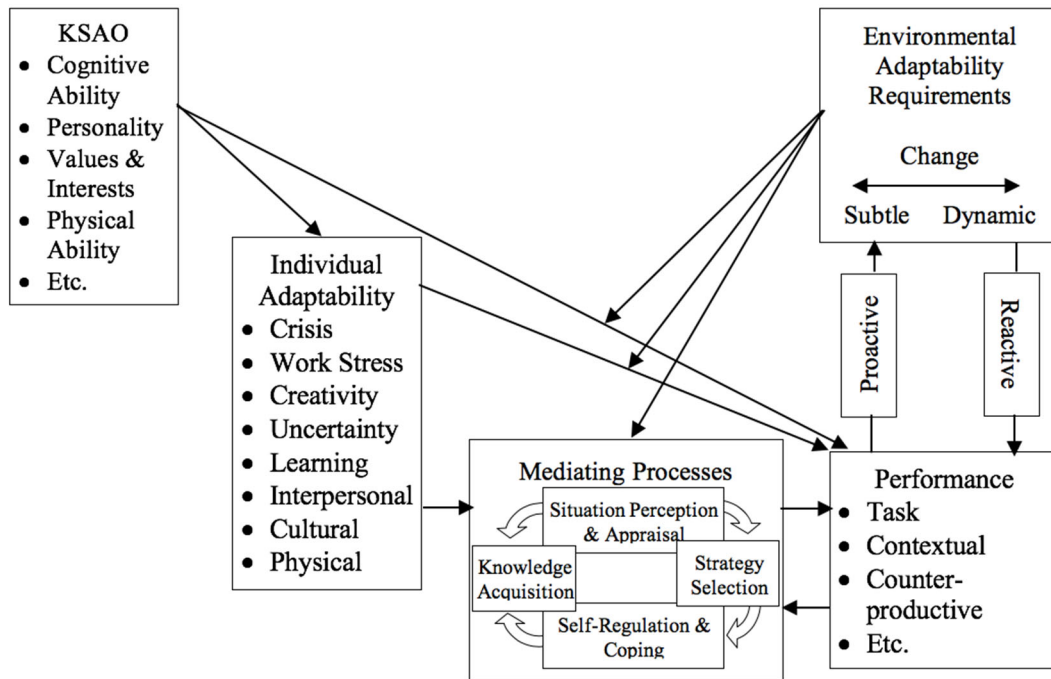 KSAO
• Cognitive
Ability
• Personality
• Values &
Interests
• Physical
Ability
• Etc.
Individual
Adaptability
• Crisis
• Work Stress
• Creativity
• Uncertainty
• Learning
• Interpersonal
• Cultural
• Physical
Mediating Processes
Situation Perception
& Appraisal
Knowledge
Acquisition
Strategy
Selection
Self-Regulation &
Coping
Environmental
Adaptability
Requirements
Change
Subtle Dynamic
Proactive
Reactive
Performance
• Task
• Contextual
• Counter-
productive
• Etc.